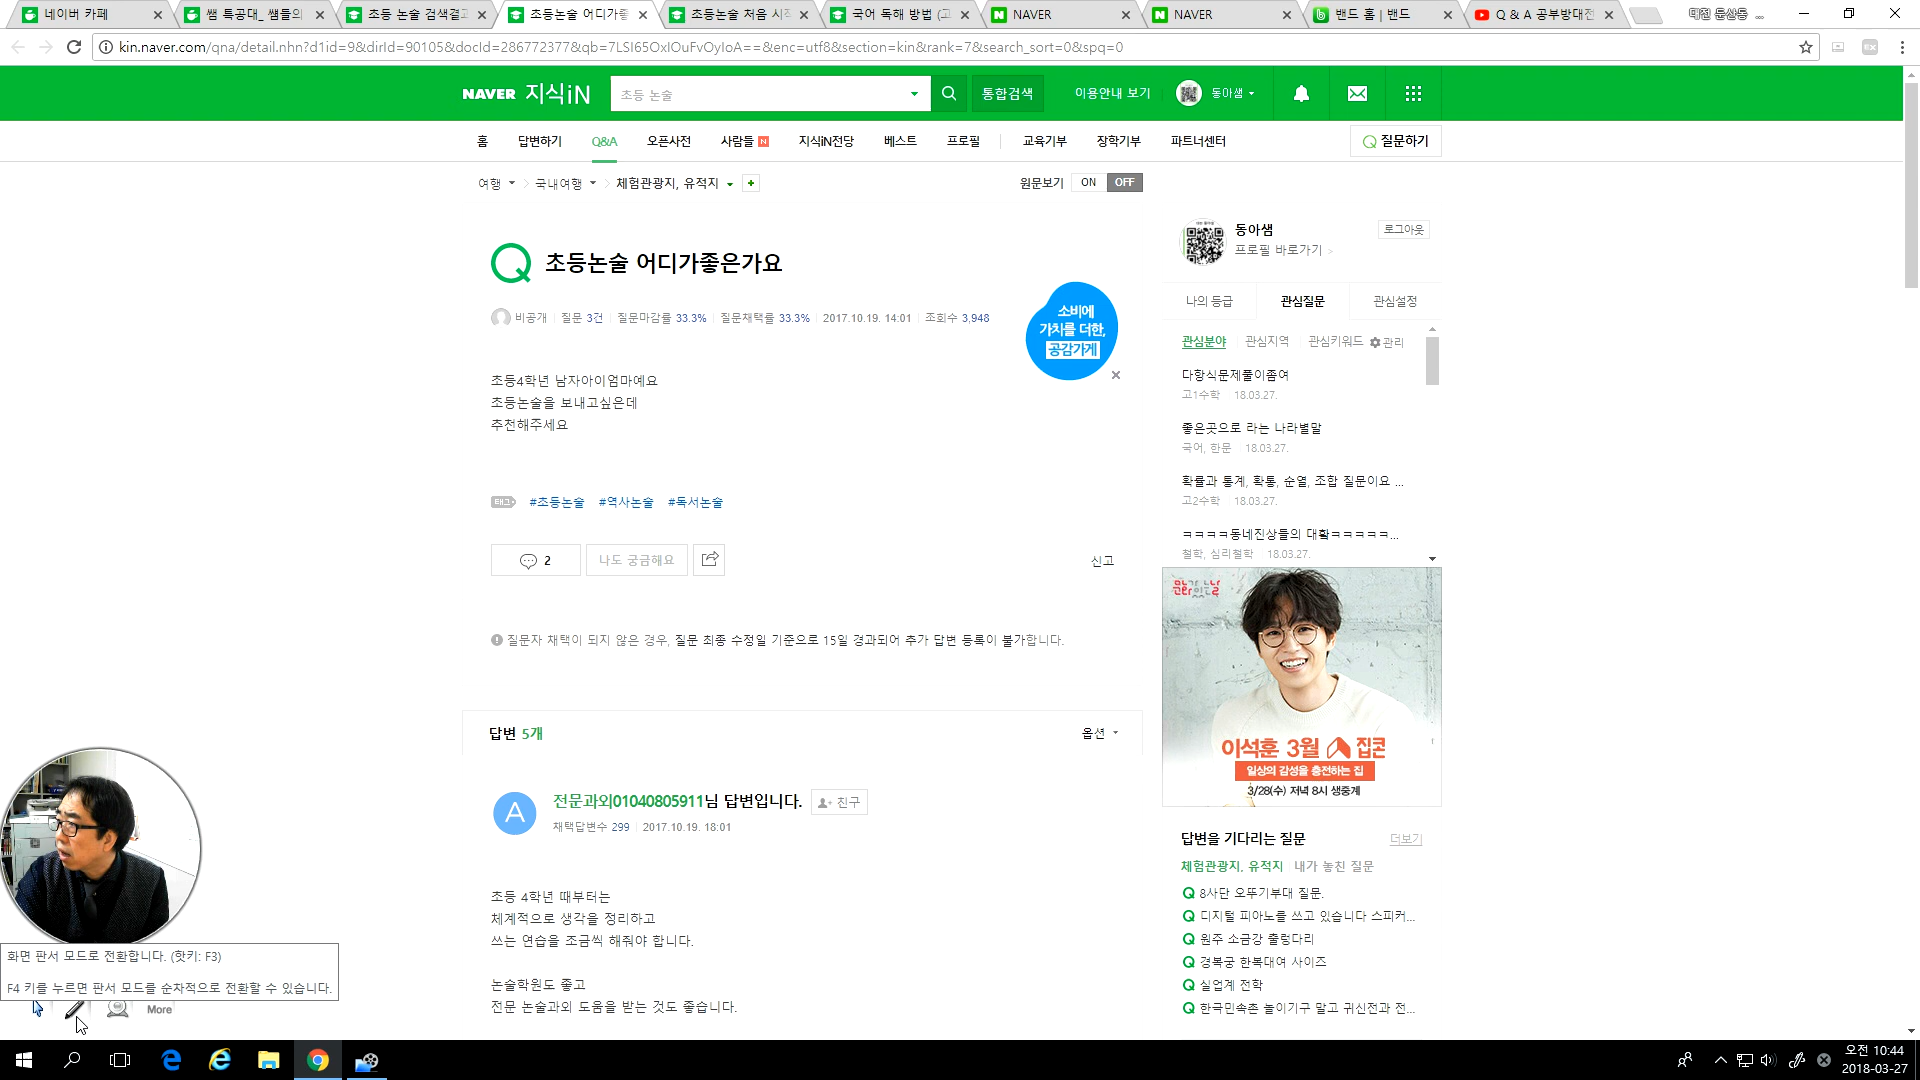 네이버 카페
쌤 특공대_ 쌤들의
초등 논술 검색결고
초등논술 어디가좋
초등논술 처음 시작
국어 독해 방법 (고
NAVER
NAVER
밴드 홈 | 밴드
Q & A 공부방대전
대전 둔산동 ...
kin.naver.com/qna/detail.nhn?d1id=9&dirId=90105&docId=286772377&qb=7LSI65OxIOuFvOyIoA==&enc=utf8&section=kin&rank=7&search_sort=0&spq=0
NAVER 지식iN
초등 논술
통합검색
이용안내 보기
동아샘
홈
답변하기
Q&A
오픈사전
사람들 N
지식iN전당
베스트
프로필
교육기부
장학기부
파트너센터
질문하기
여행
국내여행
체험관광지, 유적지
원문보기
ON
OFF
초등논술 어디가좋은가요
비공개 질문 3건 질문마감률 33.3% 질문채택률 33.3% 2017.10.19. 14:01 조회수 3,948
소비에
가치를 더한,
공감가게
초등4학년 남자아이엄마예요
초등논술을 보내고싶은데
추천해주세요
태그 #초등논술 #역사논술 #독서논술
2
나도 궁금해요
신고
질문자 채택이 되지 않은 경우, 질문 최종 수정일 기준으로 15일 경과되어 추가 답변 등록이 불가합니다.
답변 5개
옵션
A
전문과외01040805911님 답변입니다.
친구
채택답변수 299 2017.10.19. 18:01
초등 4학년 때부터는
체계적으로 생각을 정리하고
쓰는 연습을 조금씩 해줘야 합니다.
논술학원도 좋고
전문 논술과외 도움을 받는 것도 좋습니다.
동아샘
로그아웃
프로필 바로가기 >
나의 등급
관심질문
관심설정
관심분야
관심지역
관심키워드
관리
다항식문제풀이좀여
고1수학 18.03.27.
좋은곳으로 라는 나라별말
국어, 한문 18.03.27.
확률과 통계, 확통, 순열, 조합 질문이요 ...
고2수학 18.03.27.
ㅋㅋㅋㅋ동네진상들의 대확ㅋㅋㅋㅋㅋ...
철학, 심리철학 18.03.27.
이석훈 3월 집콘
일상의 감성을 충전하는 집
3/28(수) 저녁 8시 생중계
답변을 기다리는 질문
더보기
체험관광지, 유적지
내가 놓친 질문
8사단 오뚜기부대 질문.
디지털 피아노를 쓰고 있습니다 스피커...
원주 소금강 출렁다리
경복궁 한복대여 사이즈
실업계 전학
한국민속촌 놀이기구 말고 귀신전과 전...
화면 판서 모드로 전환합니다. (핫키: F3)
F4 키를 누르면 판서 모드를 순차적으로 전환할 수 있습니다.
More
오전 10:44
2018-03-27